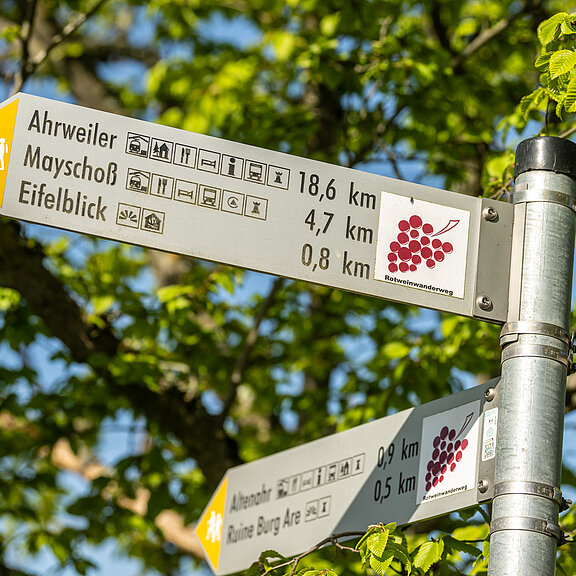 Ahrweiler 18,6 km
Mayschoß 4,7 km
Eifelblick 0,8 km
Rotweinwanderweg
Altenahr 0,9 km
Ruine Burg Are 0,5 km
Rotweinwanderweg